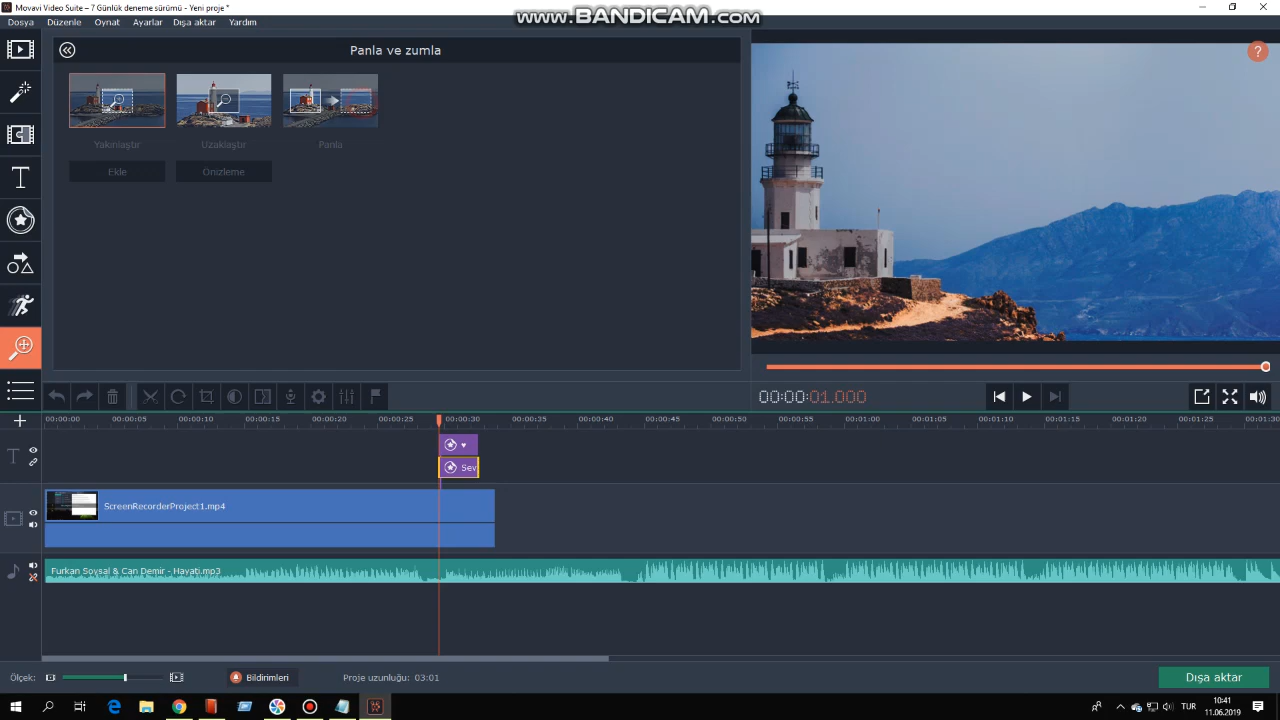 Movavi Video Suite – 7 Günlük deneme sürümü - Yeni proje *
www.BANDICAM.com
Dosya Düzenle Oynat Ayarlar Dışa aktar Yardım
Panla ve zumla
?
Yakınlaştır Uzaklaştır Panla
Ekle Önizleme
00:00:01.000
00:00:00 00:00:05 00:00:10 00:00:15 00:00:20 00:00:25 00:00:30 00:00:35 00:00:40 00:00:45 00:00:50 00:00:55 00:01:00 00:01:05 00:01:10 00:01:15 00:01:20 00:01:25 00:01:30
♥
Sev
ScreenRecorderProject1.mp4
Furkan Soysal & Can Demir - Hayati.mp3
Ölçek: Bildirimleri Proje uzunluğu: 03:01 Dışa aktar
TUR 10:41
11.06.2019